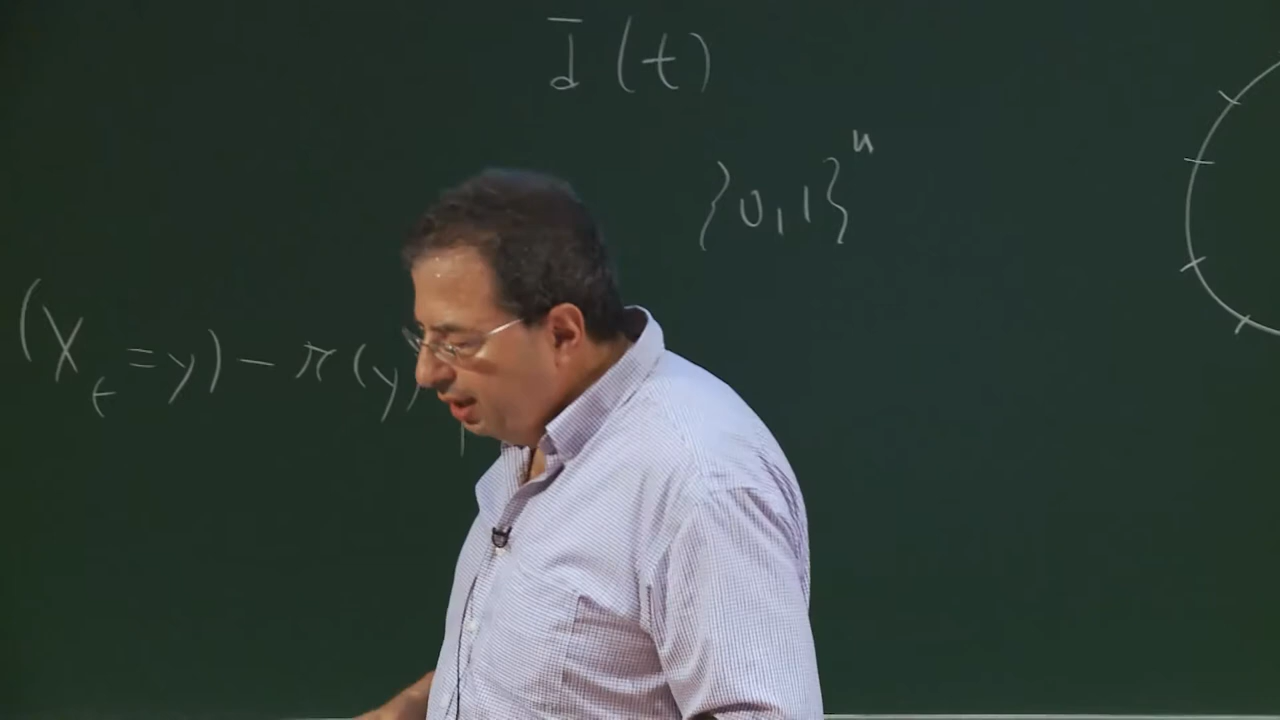 d̄(t)
{0,1}ⁿ
(X_t = y) - π(y)